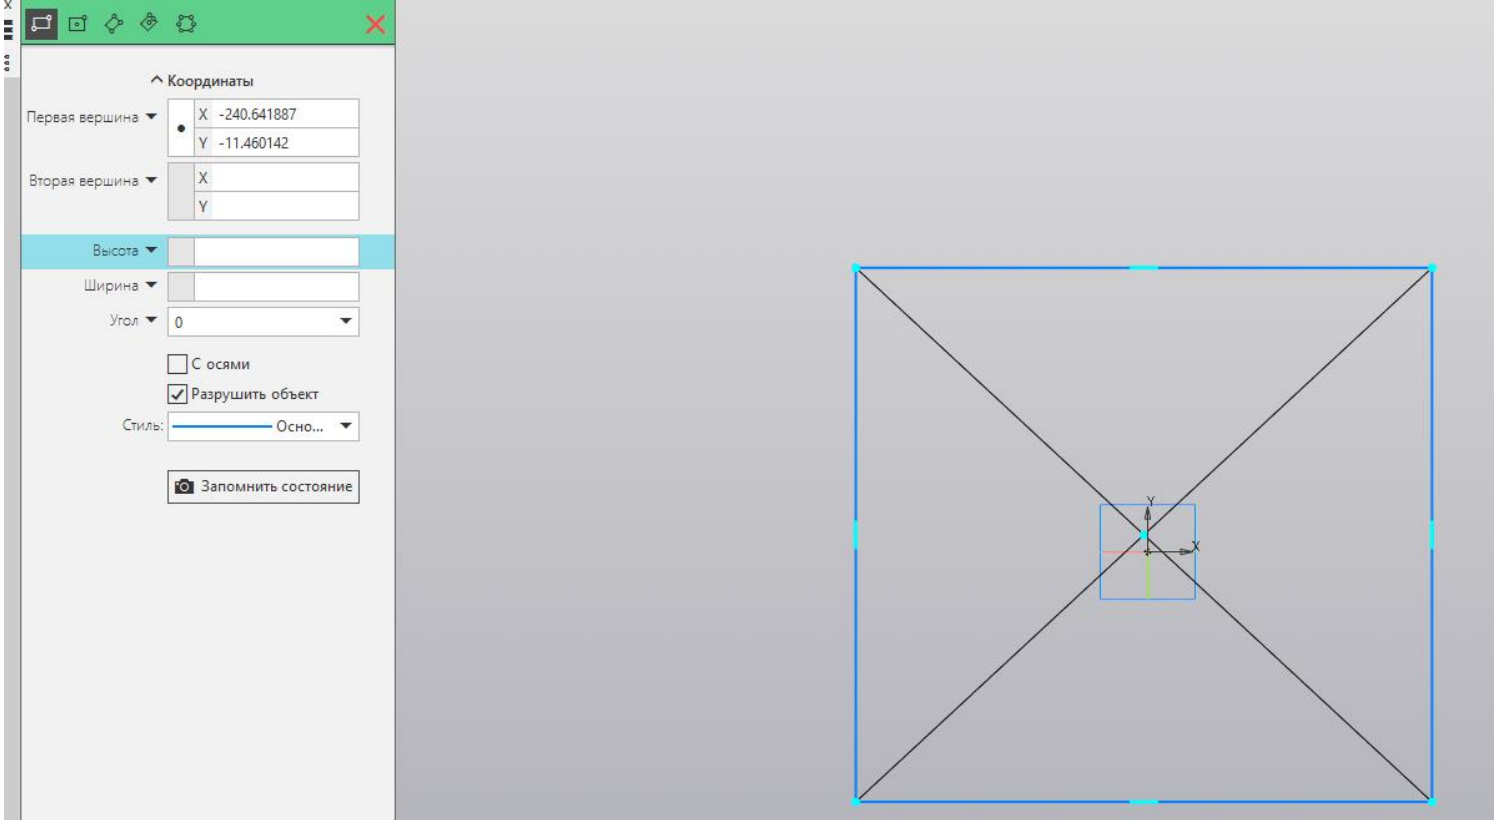 X
Координаты
Первая вершина
X -240.641887
Y -11.460142
Вторая вершина
X
Y
Высота
Ширина
Угол 0
С осями
Разрушить объект
Стиль: Осно...
Запомнить состояние
Y
X